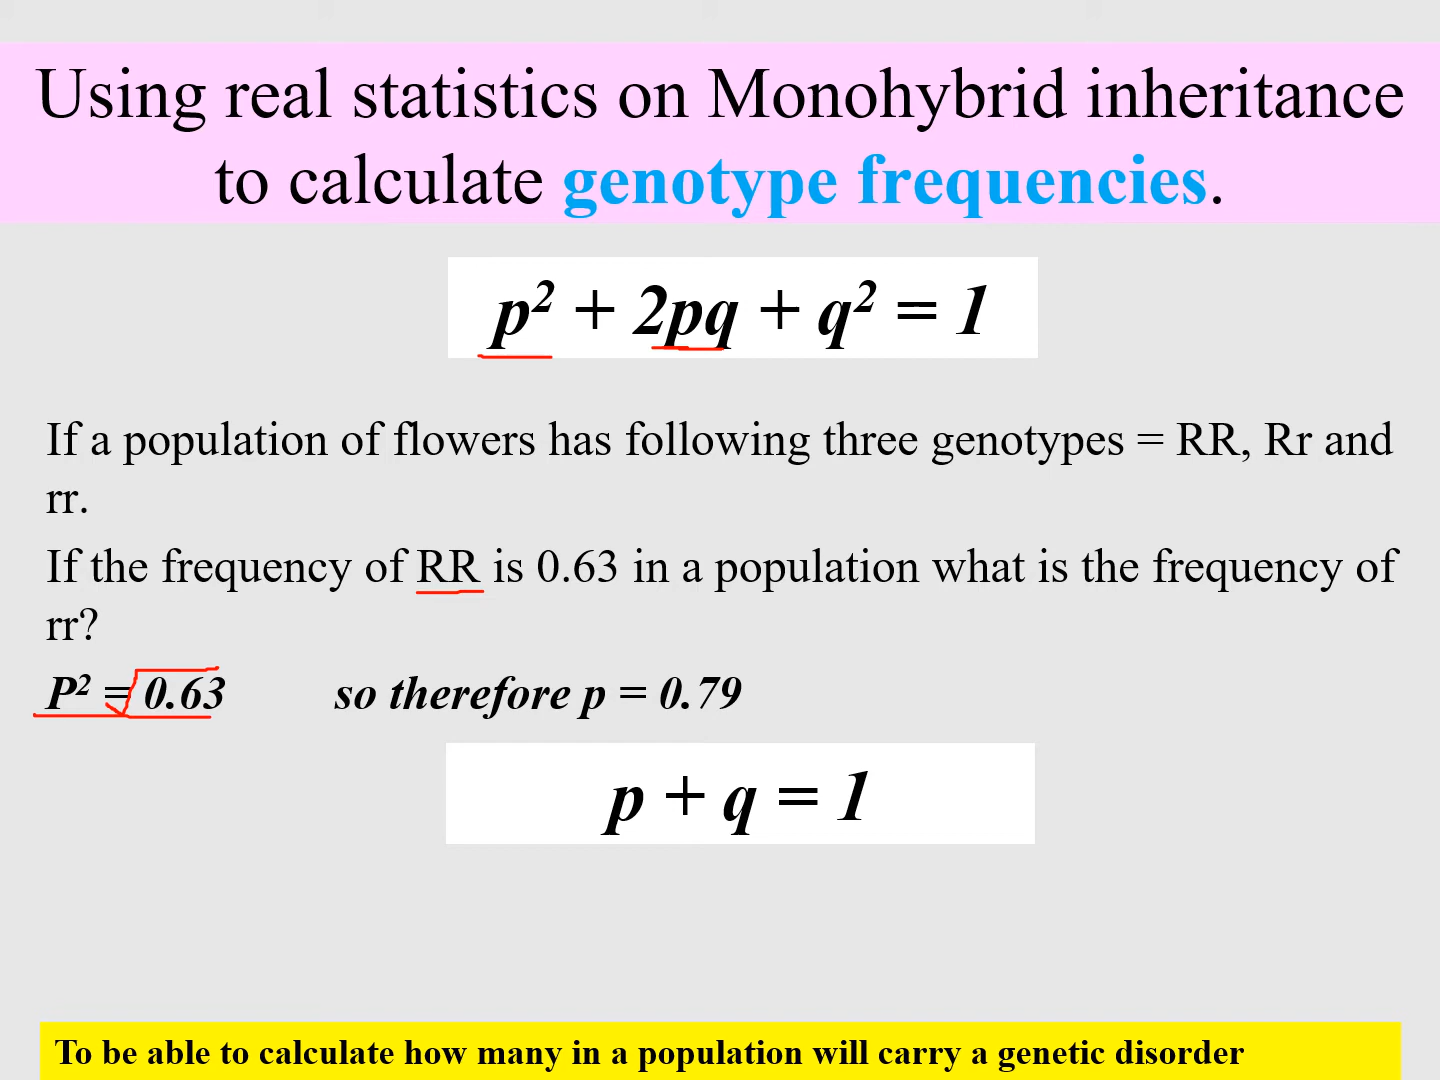 Using real statistics on Monohybrid inheritance
to calculate genotype frequencies.
p² + 2pq + q² = 1
If a population of flowers has following three genotypes = RR, Rr and
rr.
If the frequency of RR is 0.63 in a population what is the frequency of
rr?
P² = 0.63 so therefore p = 0.79
p + q = 1
To be able to calculate how many in a population will carry a genetic disorder